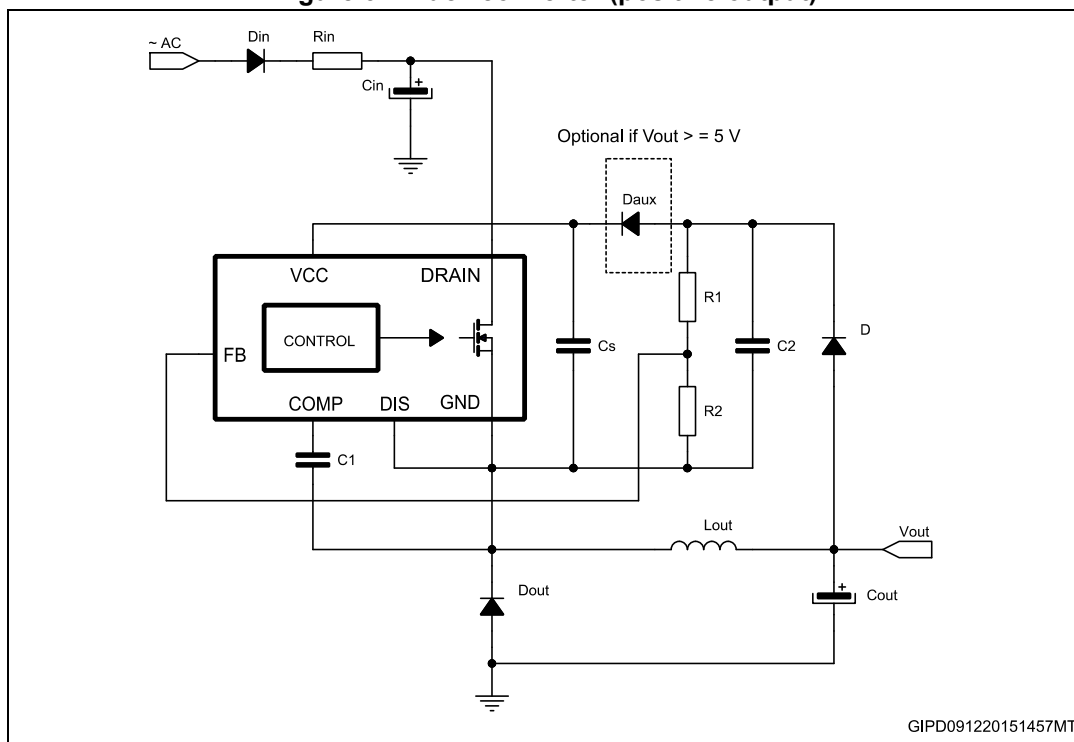 ~ AC
Din
Rin
Cin
+
Optional if Vout > = 5 V
Daux
VCC
DRAIN
R1
D
CONTROL
Cs
C2
FB
COMP
DIS
GND
R2
C1
Lout
Vout
Dout
+
Cout
GIPD091220151457MT